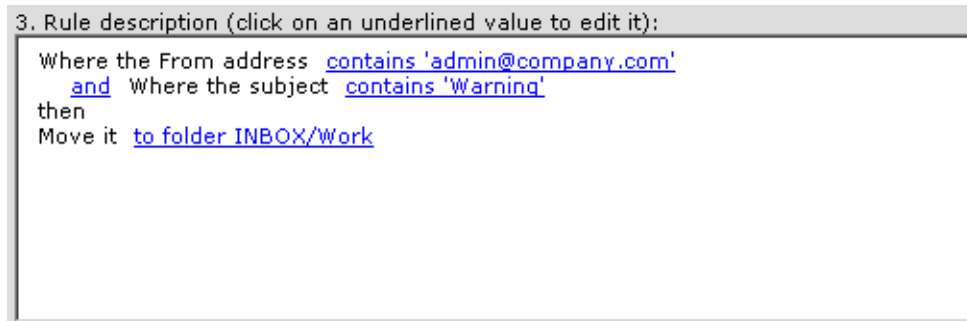 3. Rule description (click on an underlined value to edit it):
Where the From address contains 'admin@company.com'
and Where the subject contains 'Warning'
then
Move it to folder INBOX/Work